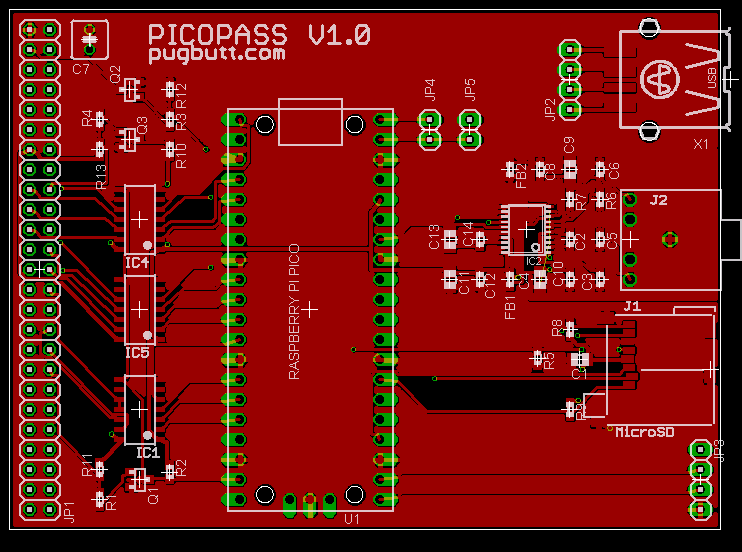 PICOPASS V1.0
pugbutt.com
C7
Q2
R12
R4
R3
Q3
R13
R10
JP4
JP5
JP2
USB
X1
C9
FB2
C8
C6
R7
R6
J2
C13
C14
IC2
C2
C5
IC4
C11
C12
FB1
C4
C10
C3
RASPBERRY PI PICO
J1
R8
IC5
R5
C1
R9
MicroSD
IC1
JP3
R11
R2
R1
Q1
JP1
U1